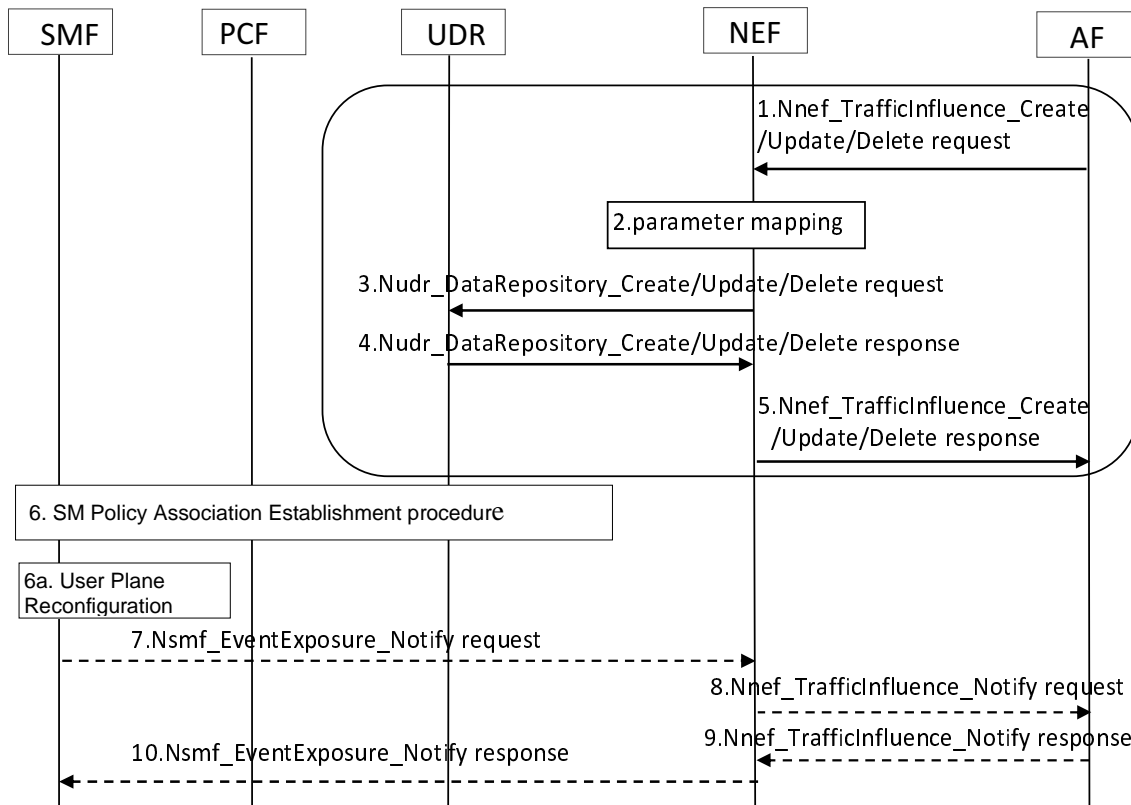 SMF PCF UDR NEF AF
1.Nnef_TrafficInfluence_Create
/Update/Delete request
2.parameter mapping
3.Nudr_DataRepository_Create/Update/Delete request
4.Nudr_DataRepository_Create/Update/Delete response
5.Nnef_TrafficInfluence_Create
/Update/Delete response
6. SM Policy Association Establishment procedure
6a. User Plane
Reconfiguration
7.Nsmf_EventExposure_Notify request
8.Nnef_TrafficInfluence_Notify request
9.Nnef_TrafficInfluence_Notify response
10.Nsmf_EventExposure_Notify response